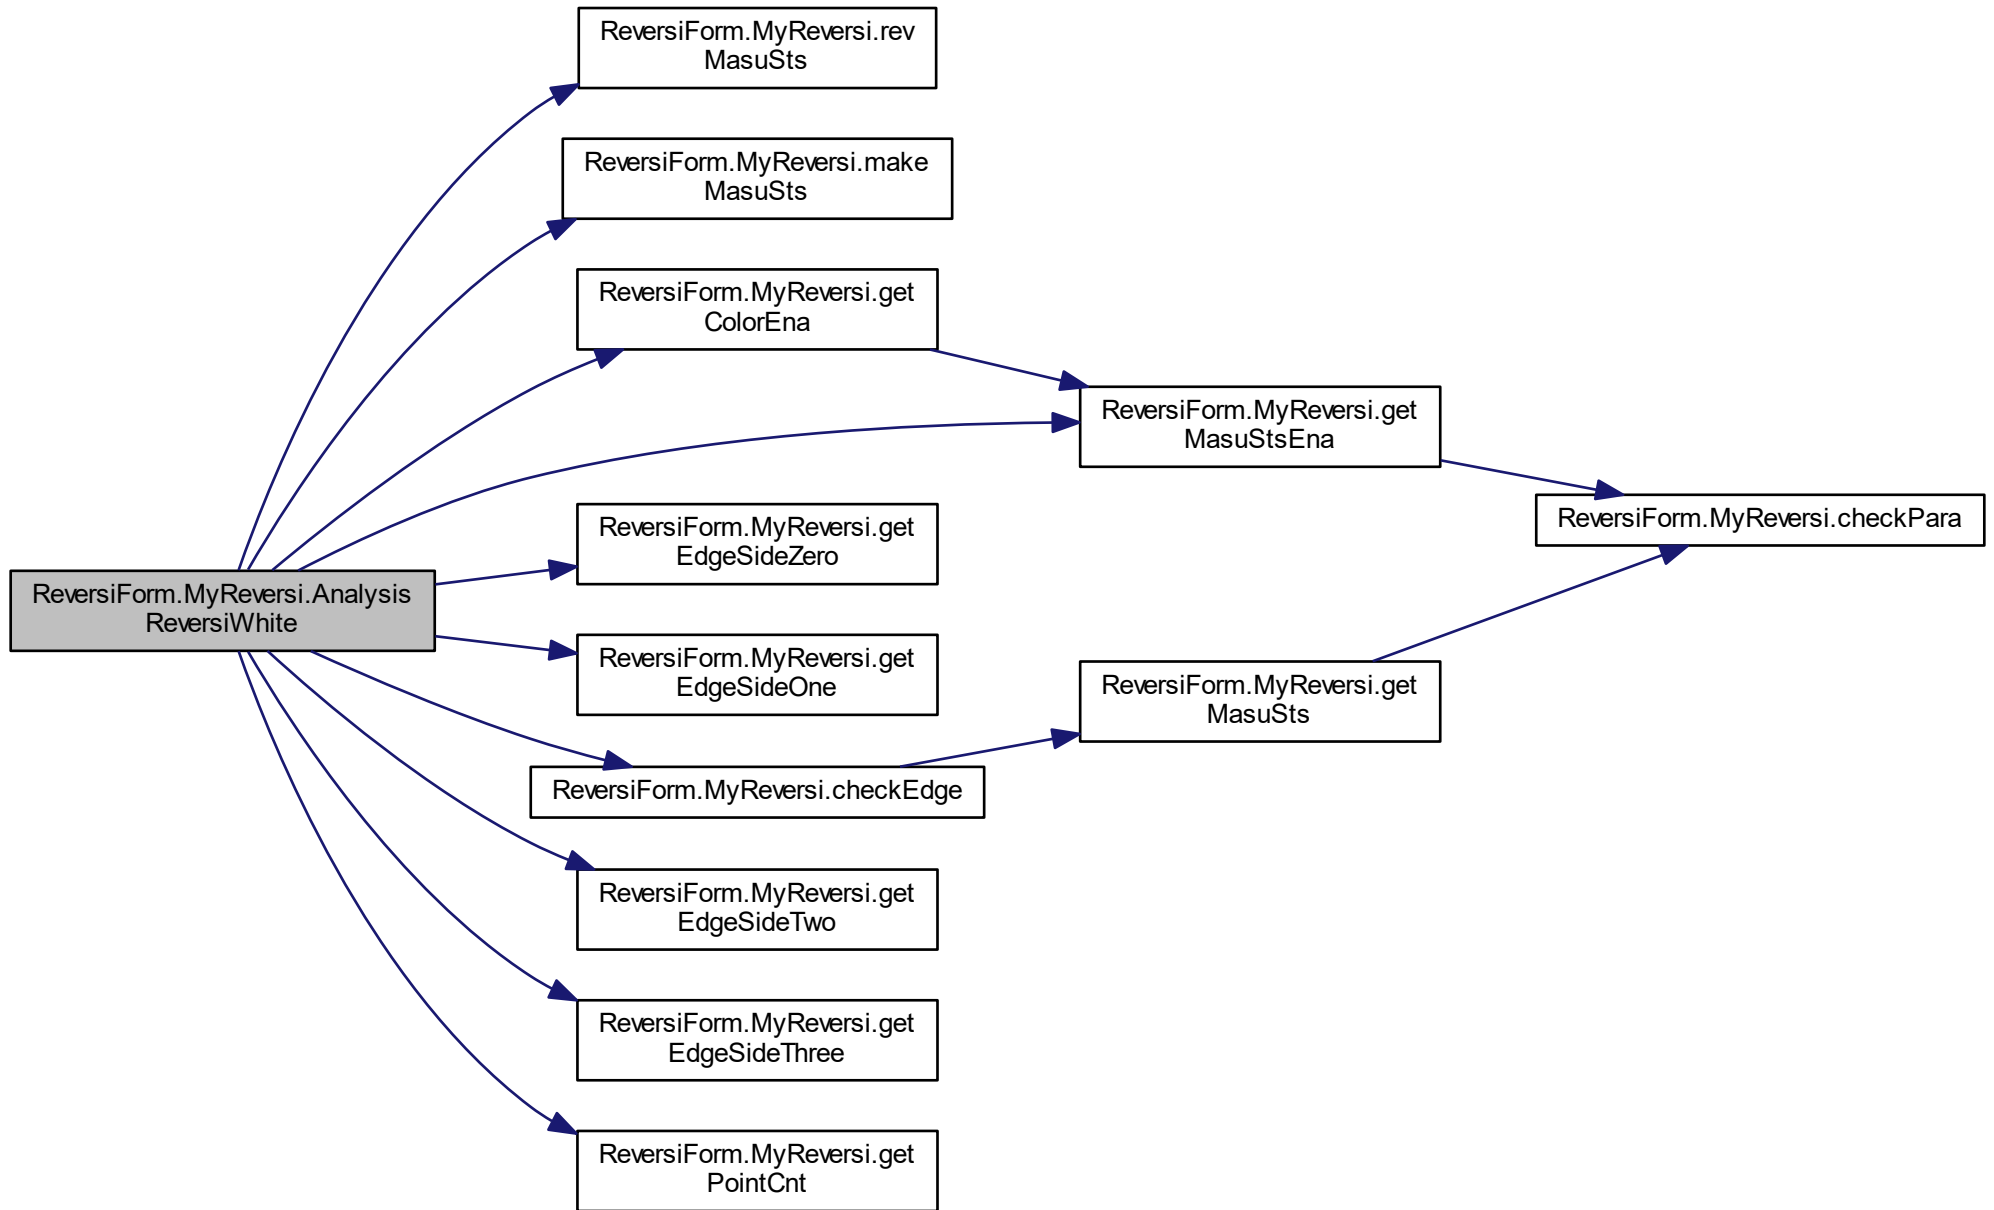 ReversiForm.MyReversi.rev
MasuSts
ReversiForm.MyReversi.make
MasuSts
ReversiForm.MyReversi.get
ColorEna
ReversiForm.MyReversi.get
MasuStsEna
ReversiForm.MyReversi.checkPara
ReversiForm.MyReversi.get
EdgeSideZero
ReversiForm.MyReversi.Analysis
ReversiWhite
ReversiForm.MyReversi.get
EdgeSideOne
ReversiForm.MyReversi.get
MasuSts
ReversiForm.MyReversi.checkEdge
ReversiForm.MyReversi.get
EdgeSideTwo
ReversiForm.MyReversi.get
EdgeSideThree
ReversiForm.MyReversi.get
PointCnt